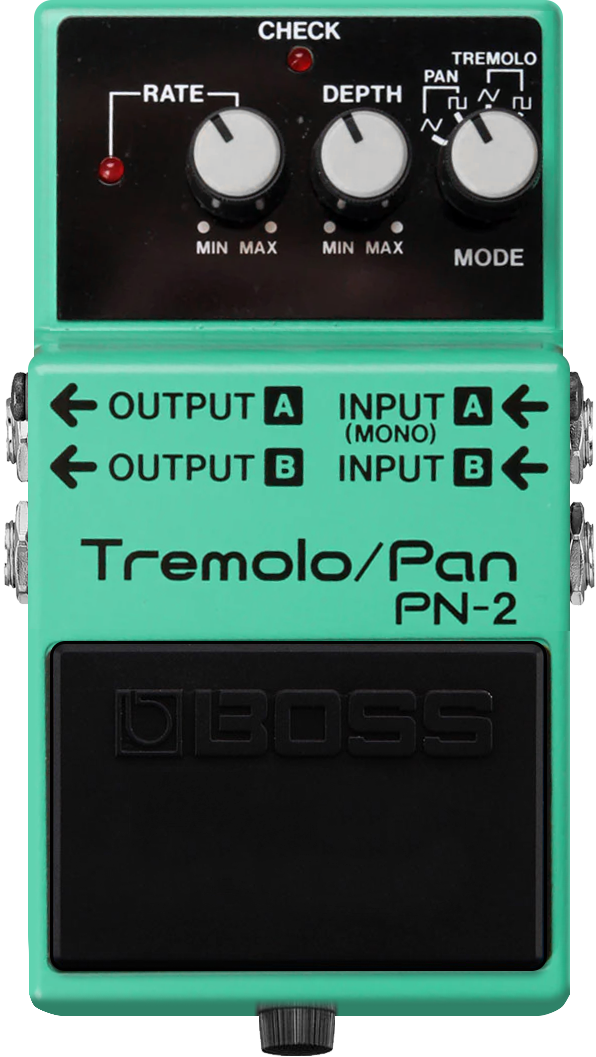 CHECK
TREMOLO
PAN
RATE
DEPTH
MIN MAX
MIN MAX
MODE
OUTPUT A
INPUT A
(MONO)
OUTPUT B
INPUT B
Tremolo/Pan
PN-2
BOSS